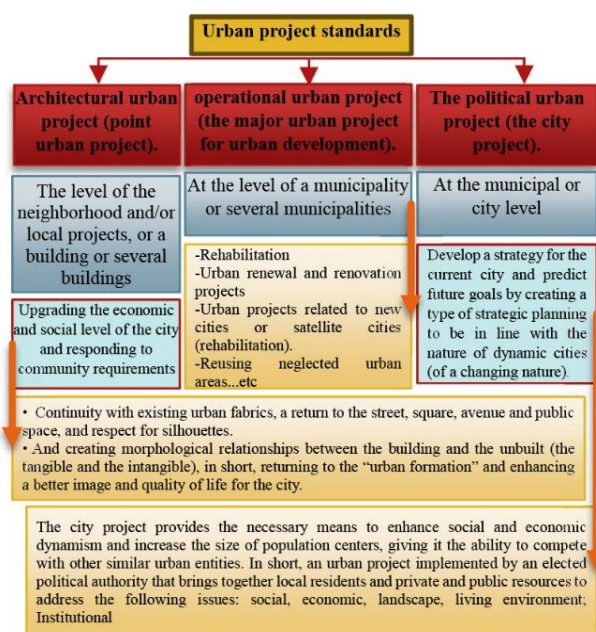 Urban project standards
Architectural urban
project (point
urban project).
operational urban project
(the major urban project
for urban development).
The political urban
project (the city
project).
The level of the
neighborhood and/or
local projects, or a
building or several
buildings
At the level of a municipality
or several municipalities
At the municipal or
city level
Upgrading the economic
and social level of the city
and responding to
community requirements
-Rehabilitation
-Urban renewal and renovation
projects
-Urban projects related to new
cities or satellite cities
(rehabilitation).
-Reusing neglected urban
areas...etc
Develop a strategy for the
current city and predict
future goals by creating a
type of strategic planning
to be in line with the
nature of dynamic cities
(of a changing nature).
• Continuity with existing urban fabrics, a return to the street, square, avenue and public
space, and respect for silhouettes.
• And creating morphological relationships between the building and the unbuilt (the
tangible and the intangible), in short, returning to the “urban formation” and enhancing
a better image and quality of life for the city.
The city project provides the necessary means to enhance social and economic
dynamism and increase the size of population centers, giving it the ability to compete
with other similar urban entities. In short, an urban project implemented by an elected
political authority that brings together local residents and private and public resources to
address the following issues: social, economic, landscape, living environment;
Institutional